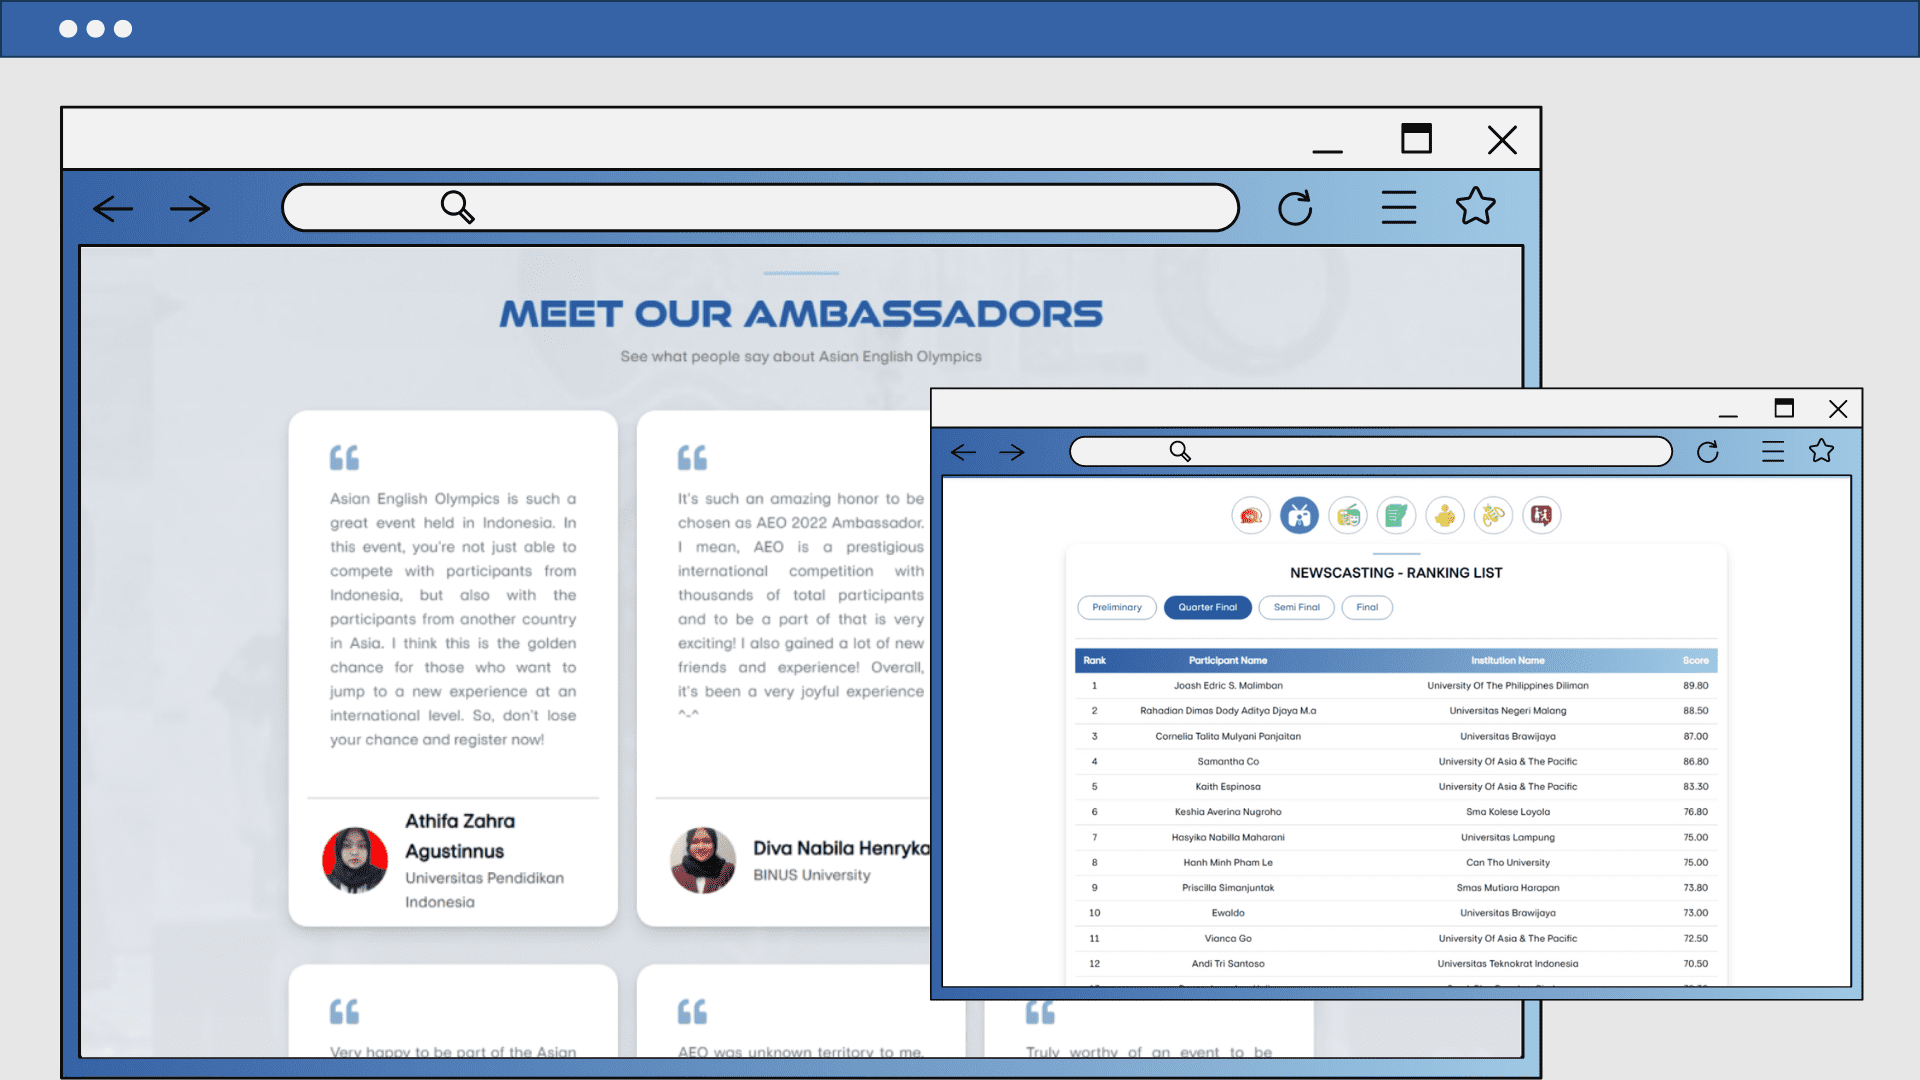 MEET OUR AMBASSADORS
See what people say about Asian English Olympics
Asian English Olympics is such a
great event held in Indonesia. In
this event, you're not just able to
compete with participants from
Indonesia, but also with the
participants from another country
in Asia. I think this is the golden
chance for those who want to
jump to a new experience at an
international level. So, don't lose
your chance and register now!
Athifa Zahra
Agustinnus
Universitas Pendidikan
Indonesia
It's such an amazing honor to be
chosen as AEO 2022 Ambassador.
I mean, AEO is a prestigious
international competition with
thousands of total participants
and to be a part of that is very
exciting! I also gained a lot of new
friends and experience! Overall,
it's been a very joyful experience
^-^
Diva Nabila Henryka
BINUS University
Very happy to be part of the Asian
AEO was unknown territory to me.
Truly worthy of an event to be
NEWSCASTING - RANKING LIST
Preliminary Quarter Final Semi Final Final
Rank Participant Name Institution Name Score
1 Joash Edric S. Malimban University Of The Philippines Diliman 89.80
2 Rahadian Dimas Dody Aditya Djaya M.a Universitas Negeri Malang 88.50
3 Cornelia Talita Mulyani Panjaitan Universitas Brawijaya 87.00
4 Samantha Co University Of Asia & The Pacific 86.80
5 Kaith Espinosa University Of Asia & The Pacific 83.30
6 Keshia Averina Nugroho Sma Kolese Loyola 76.80
7 Hasyika Nabilla Maharani Universitas Lampung 75.00
8 Hanh Minh Pham Le Can Tho University 75.00
9 Priscilla Simanjuntak Smas Mutiara Harapan 73.80
10 Ewaldo Universitas Brawijaya 73.00
11 Vianca Go University Of Asia & The Pacific 72.50
12 Andi Tri Santoso Universitas Teknokrat Indonesia 70.50